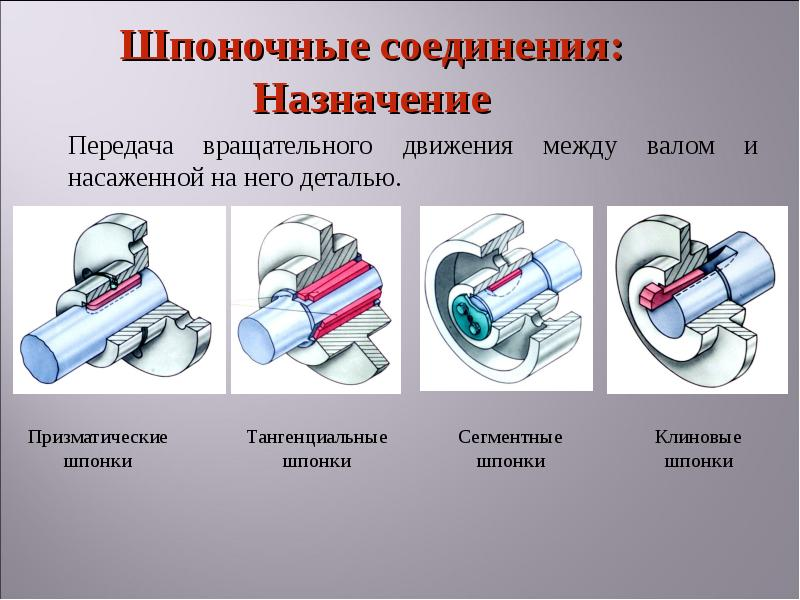 Шпоночные соединения:
Назначение
Передача вращательного движения между валом и
насаженной на него деталью.
Призматические
шпонки
Тангенциальные
шпонки
Сегментные
шпонки
Клиновые
шпонки